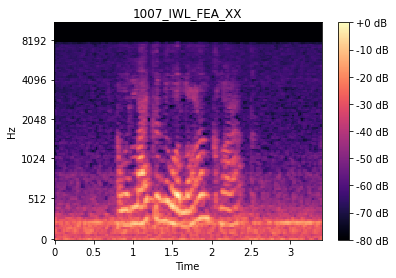 1007_IWL_FEA_XX
+0 dB
8192
-10 dB
4096
-20 dB
-30 dB
2048
Hz
-40 dB
1024
-50 dB
512
-60 dB
-70 dB
0
-80 dB
0 0.5 1 1.5 2 2.5 3
Time